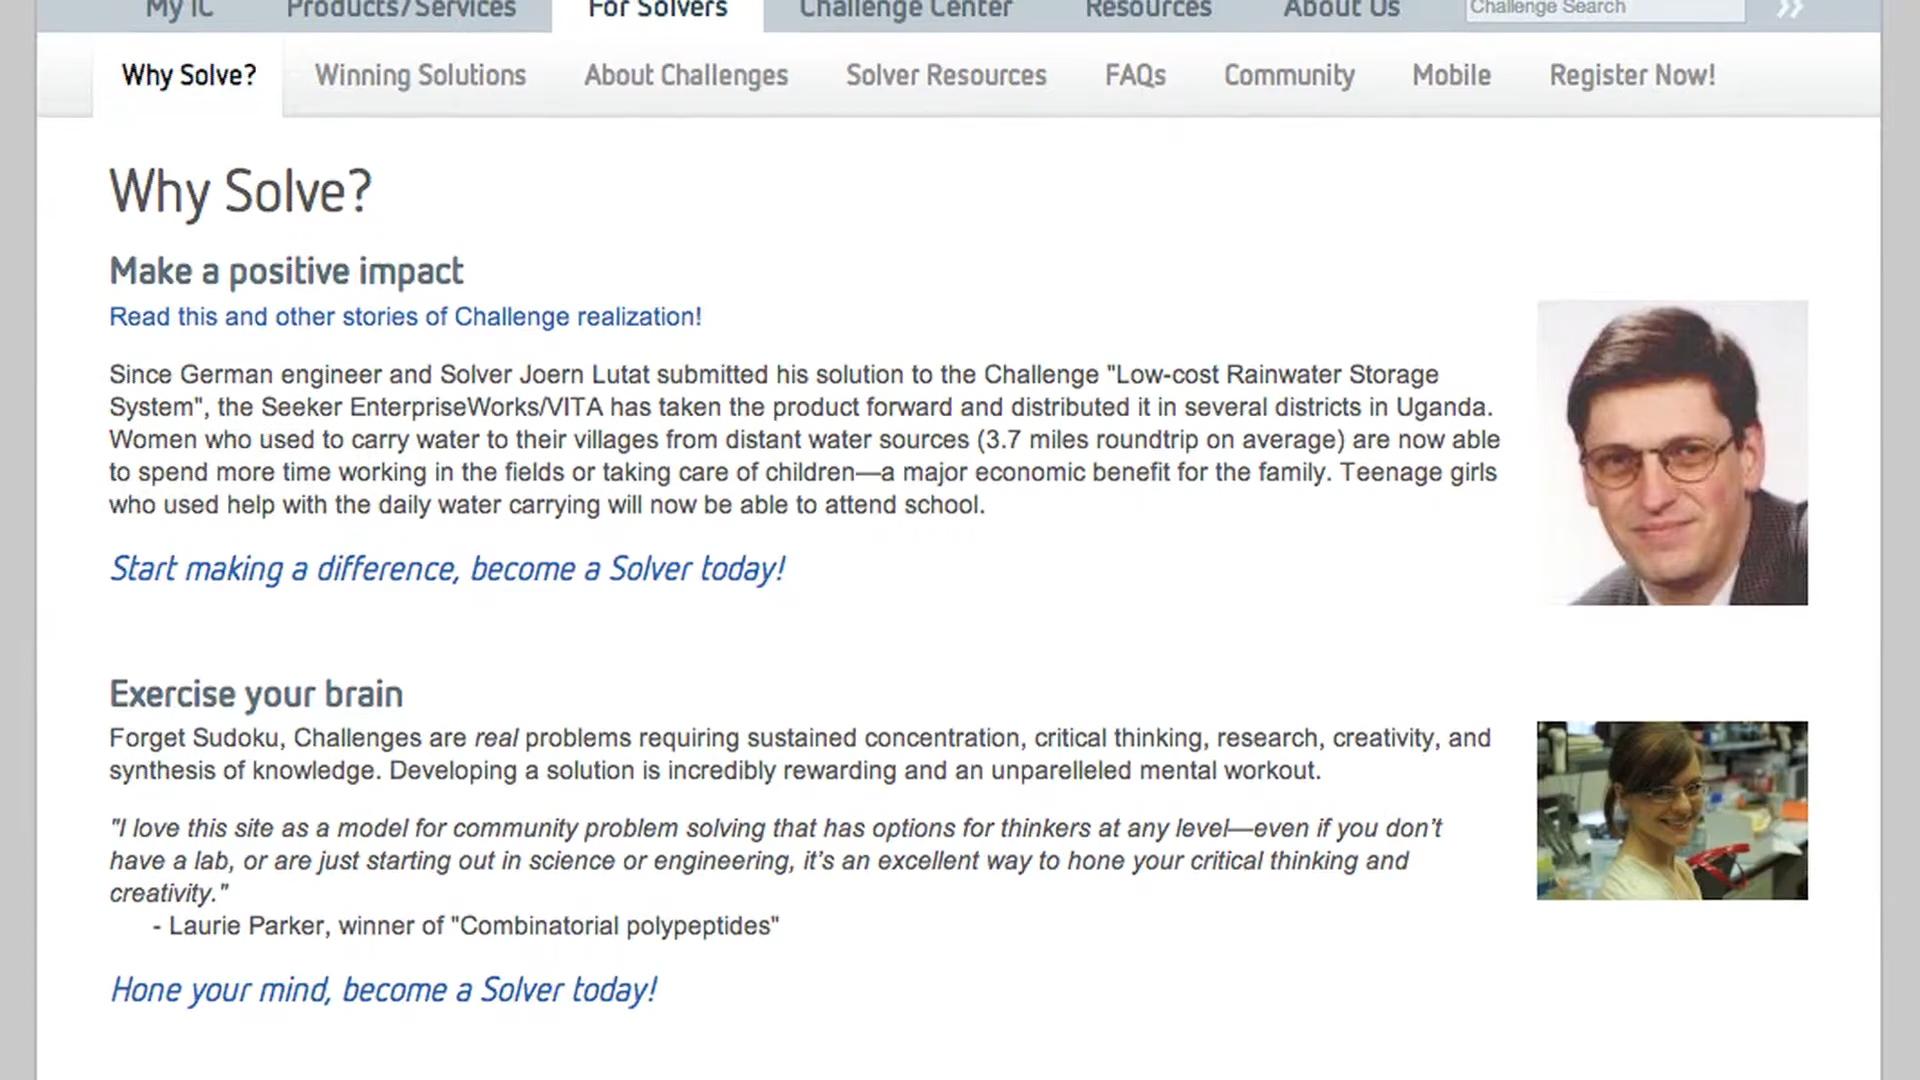 My IC Products/Services For Solvers Challenge Center Resources About Us Challenge Search »
Why Solve? Winning Solutions About Challenges Solver Resources FAQs Community Mobile Register Now!
Why Solve?
Make a positive impact
Read this and other stories of Challenge realization!
Since German engineer and Solver Joern Lutat submitted his solution to the Challenge "Low-cost Rainwater Storage
System", the Seeker EnterpriseWorks/VITA has taken the product forward and distributed it in several districts in Uganda.
Women who used to carry water to their villages from distant water sources (3.7 miles roundtrip on average) are now able
to spend more time working in the fields or taking care of children—a major economic benefit for the family. Teenage girls
who used help with the daily water carrying will now be able to attend school.
Start making a difference, become a Solver today!
Exercise your brain
Forget Sudoku, Challenges are real problems requiring sustained concentration, critical thinking, research, creativity, and
synthesis of knowledge. Developing a solution is incredibly rewarding and an unparelleled mental workout.
"I love this site as a model for community problem solving that has options for thinkers at any level—even if you don't
have a lab, or are just starting out in science or engineering, it's an excellent way to hone your critical thinking and
creativity."
- Laurie Parker, winner of "Combinatorial polypeptides"
Hone your mind, become a Solver today!